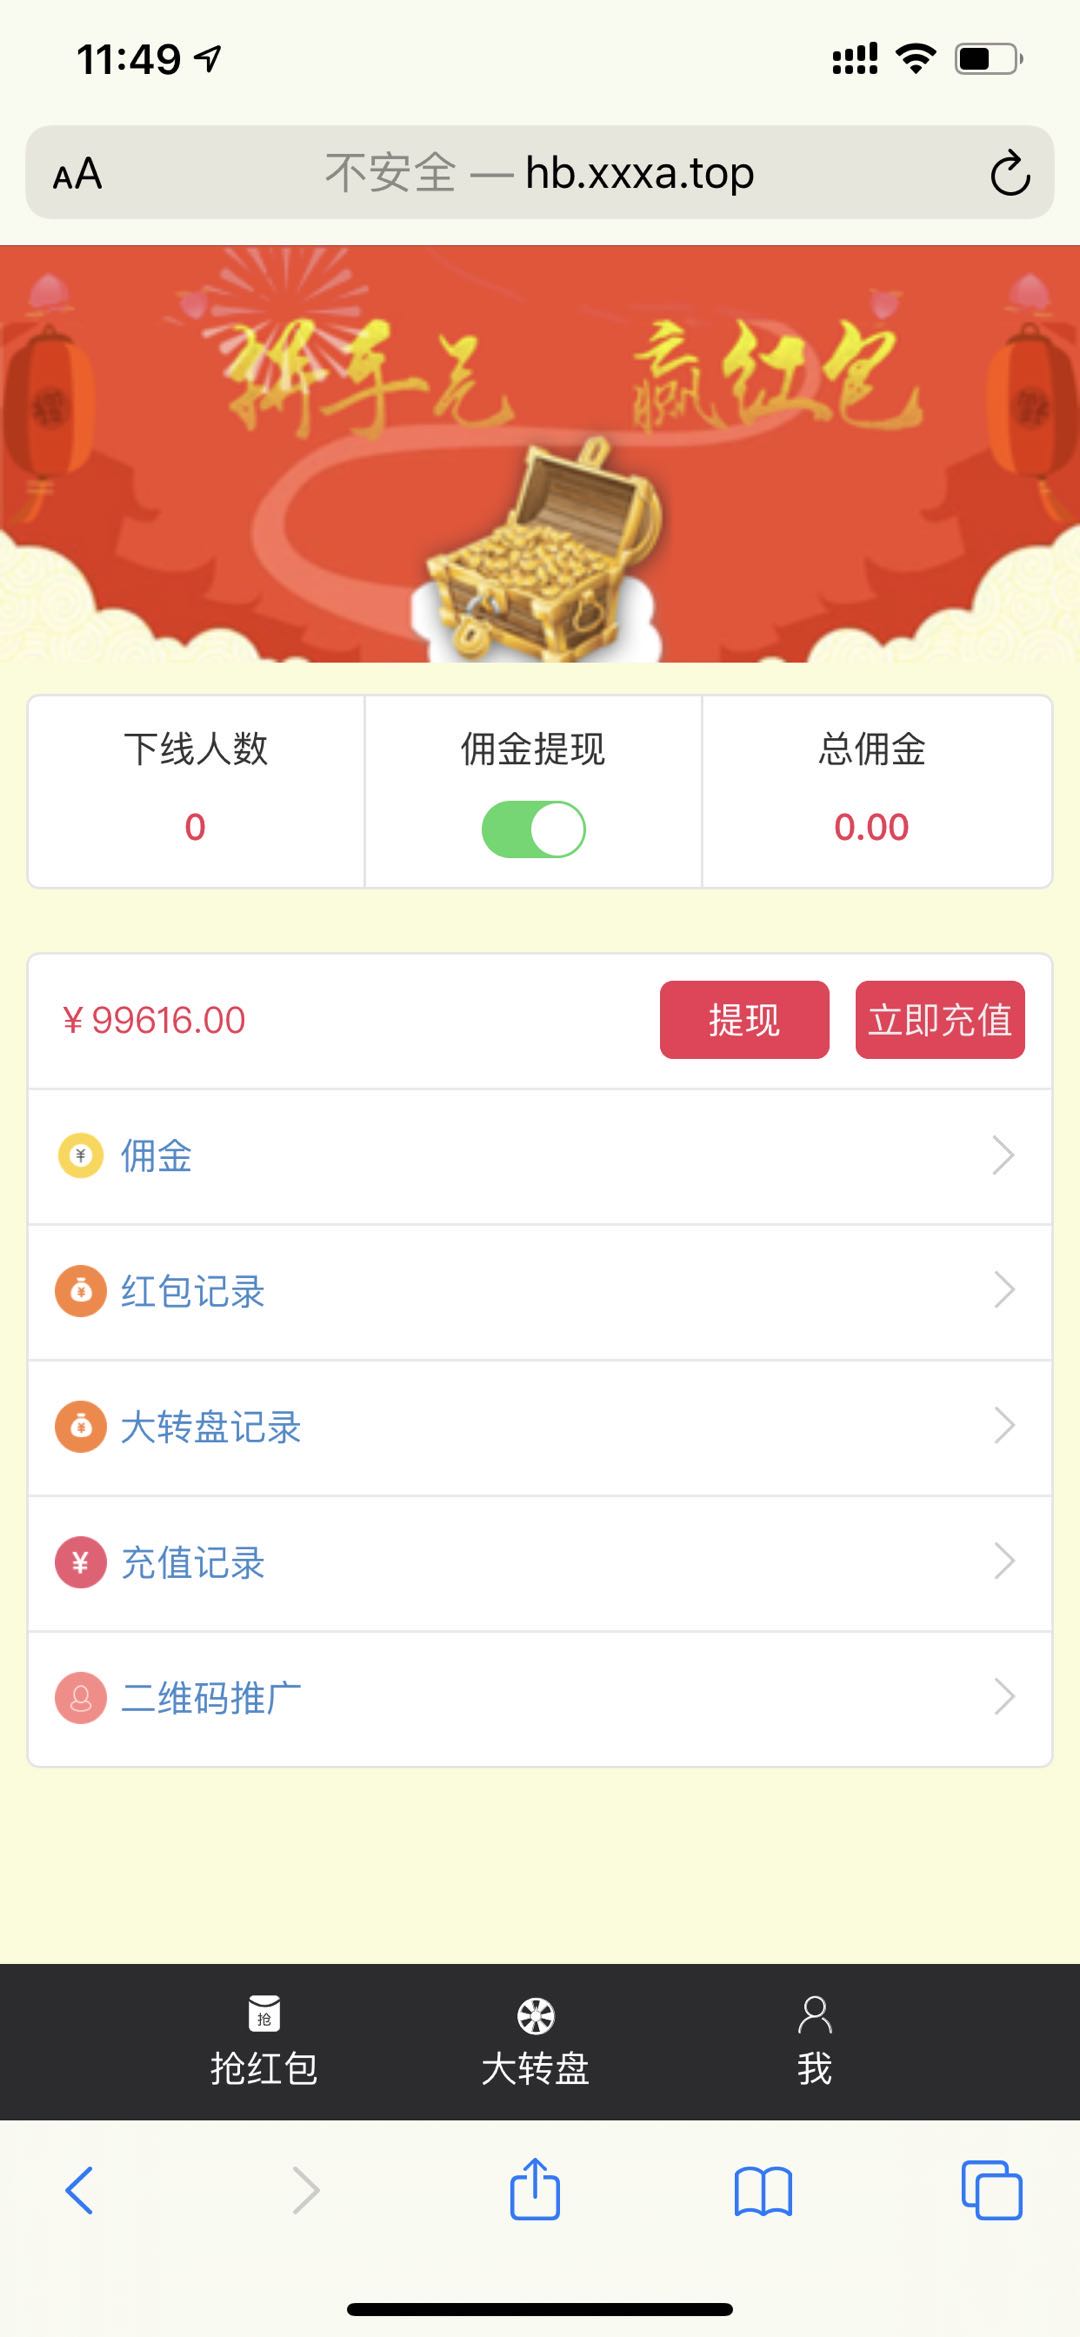 11:49
AA 不安全 — hb.xxxa.top
拼手气 赢红包
下线人数 佣金提现 总佣金
0 0.00
¥99616.00 提现 立即充值
佣金
红包记录
大转盘记录
充值记录
二维码推广
抢
抢红包 大转盘 我